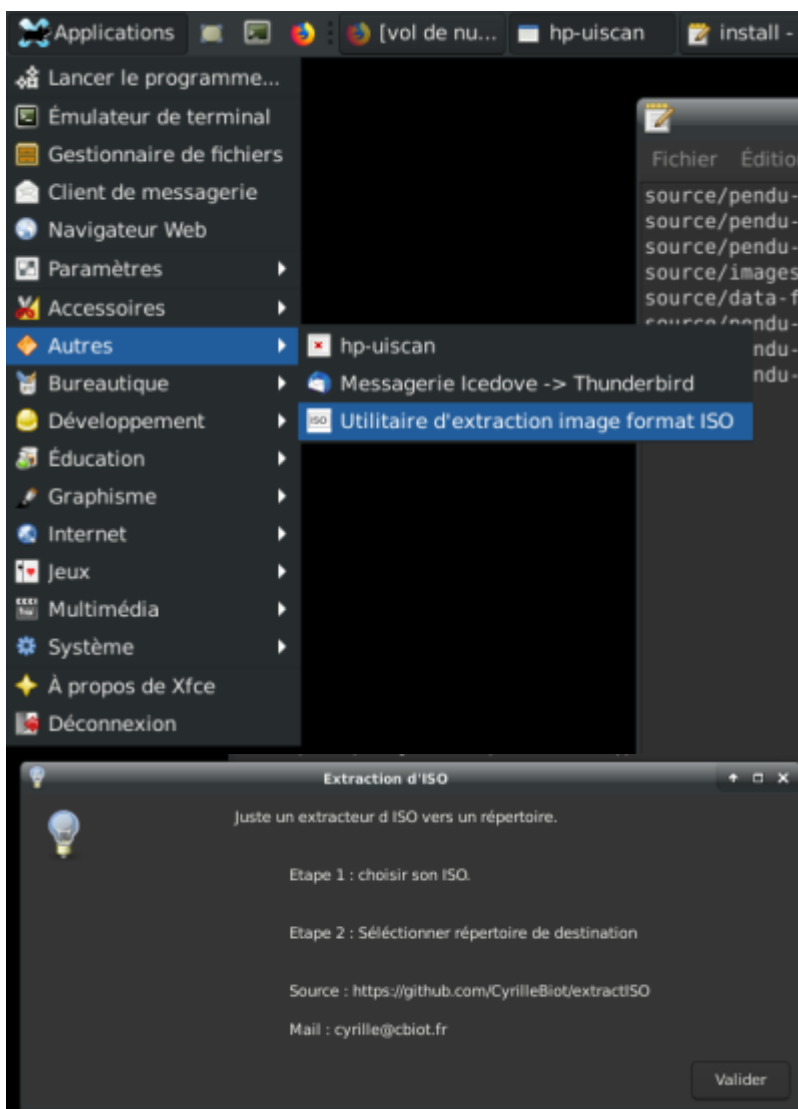 Applications [vol de nu... hp-uiscan install -
Lancer le programme...
Émulateur de terminal
Gestionnaire de fichiers
Client de messagerie
Navigateur Web
Paramètres
Accessoires
Autres
Bureautique
Développement
Éducation
Graphisme
Internet
Jeux
Multimédia
Système
À propos de Xfce
Déconnexion
hp-uiscan
Messagerie Icedove -> Thunderbird
ISO Utilitaire d'extraction image format ISO
Fichier Éditio
source/pendu-
source/pendu-
source/pendu-
source/images
source/data-f
source/pendu-
ndu-
ndu-
Extraction d'ISO
Juste un extracteur d ISO vers un répertoire.
Etape 1 : choisir son ISO.
Etape 2 : Séléctionner répertoire de destination
Source : https://github.com/CyrilleBiot/extractISO
Mail : cyrille@cbiot.fr
Valider